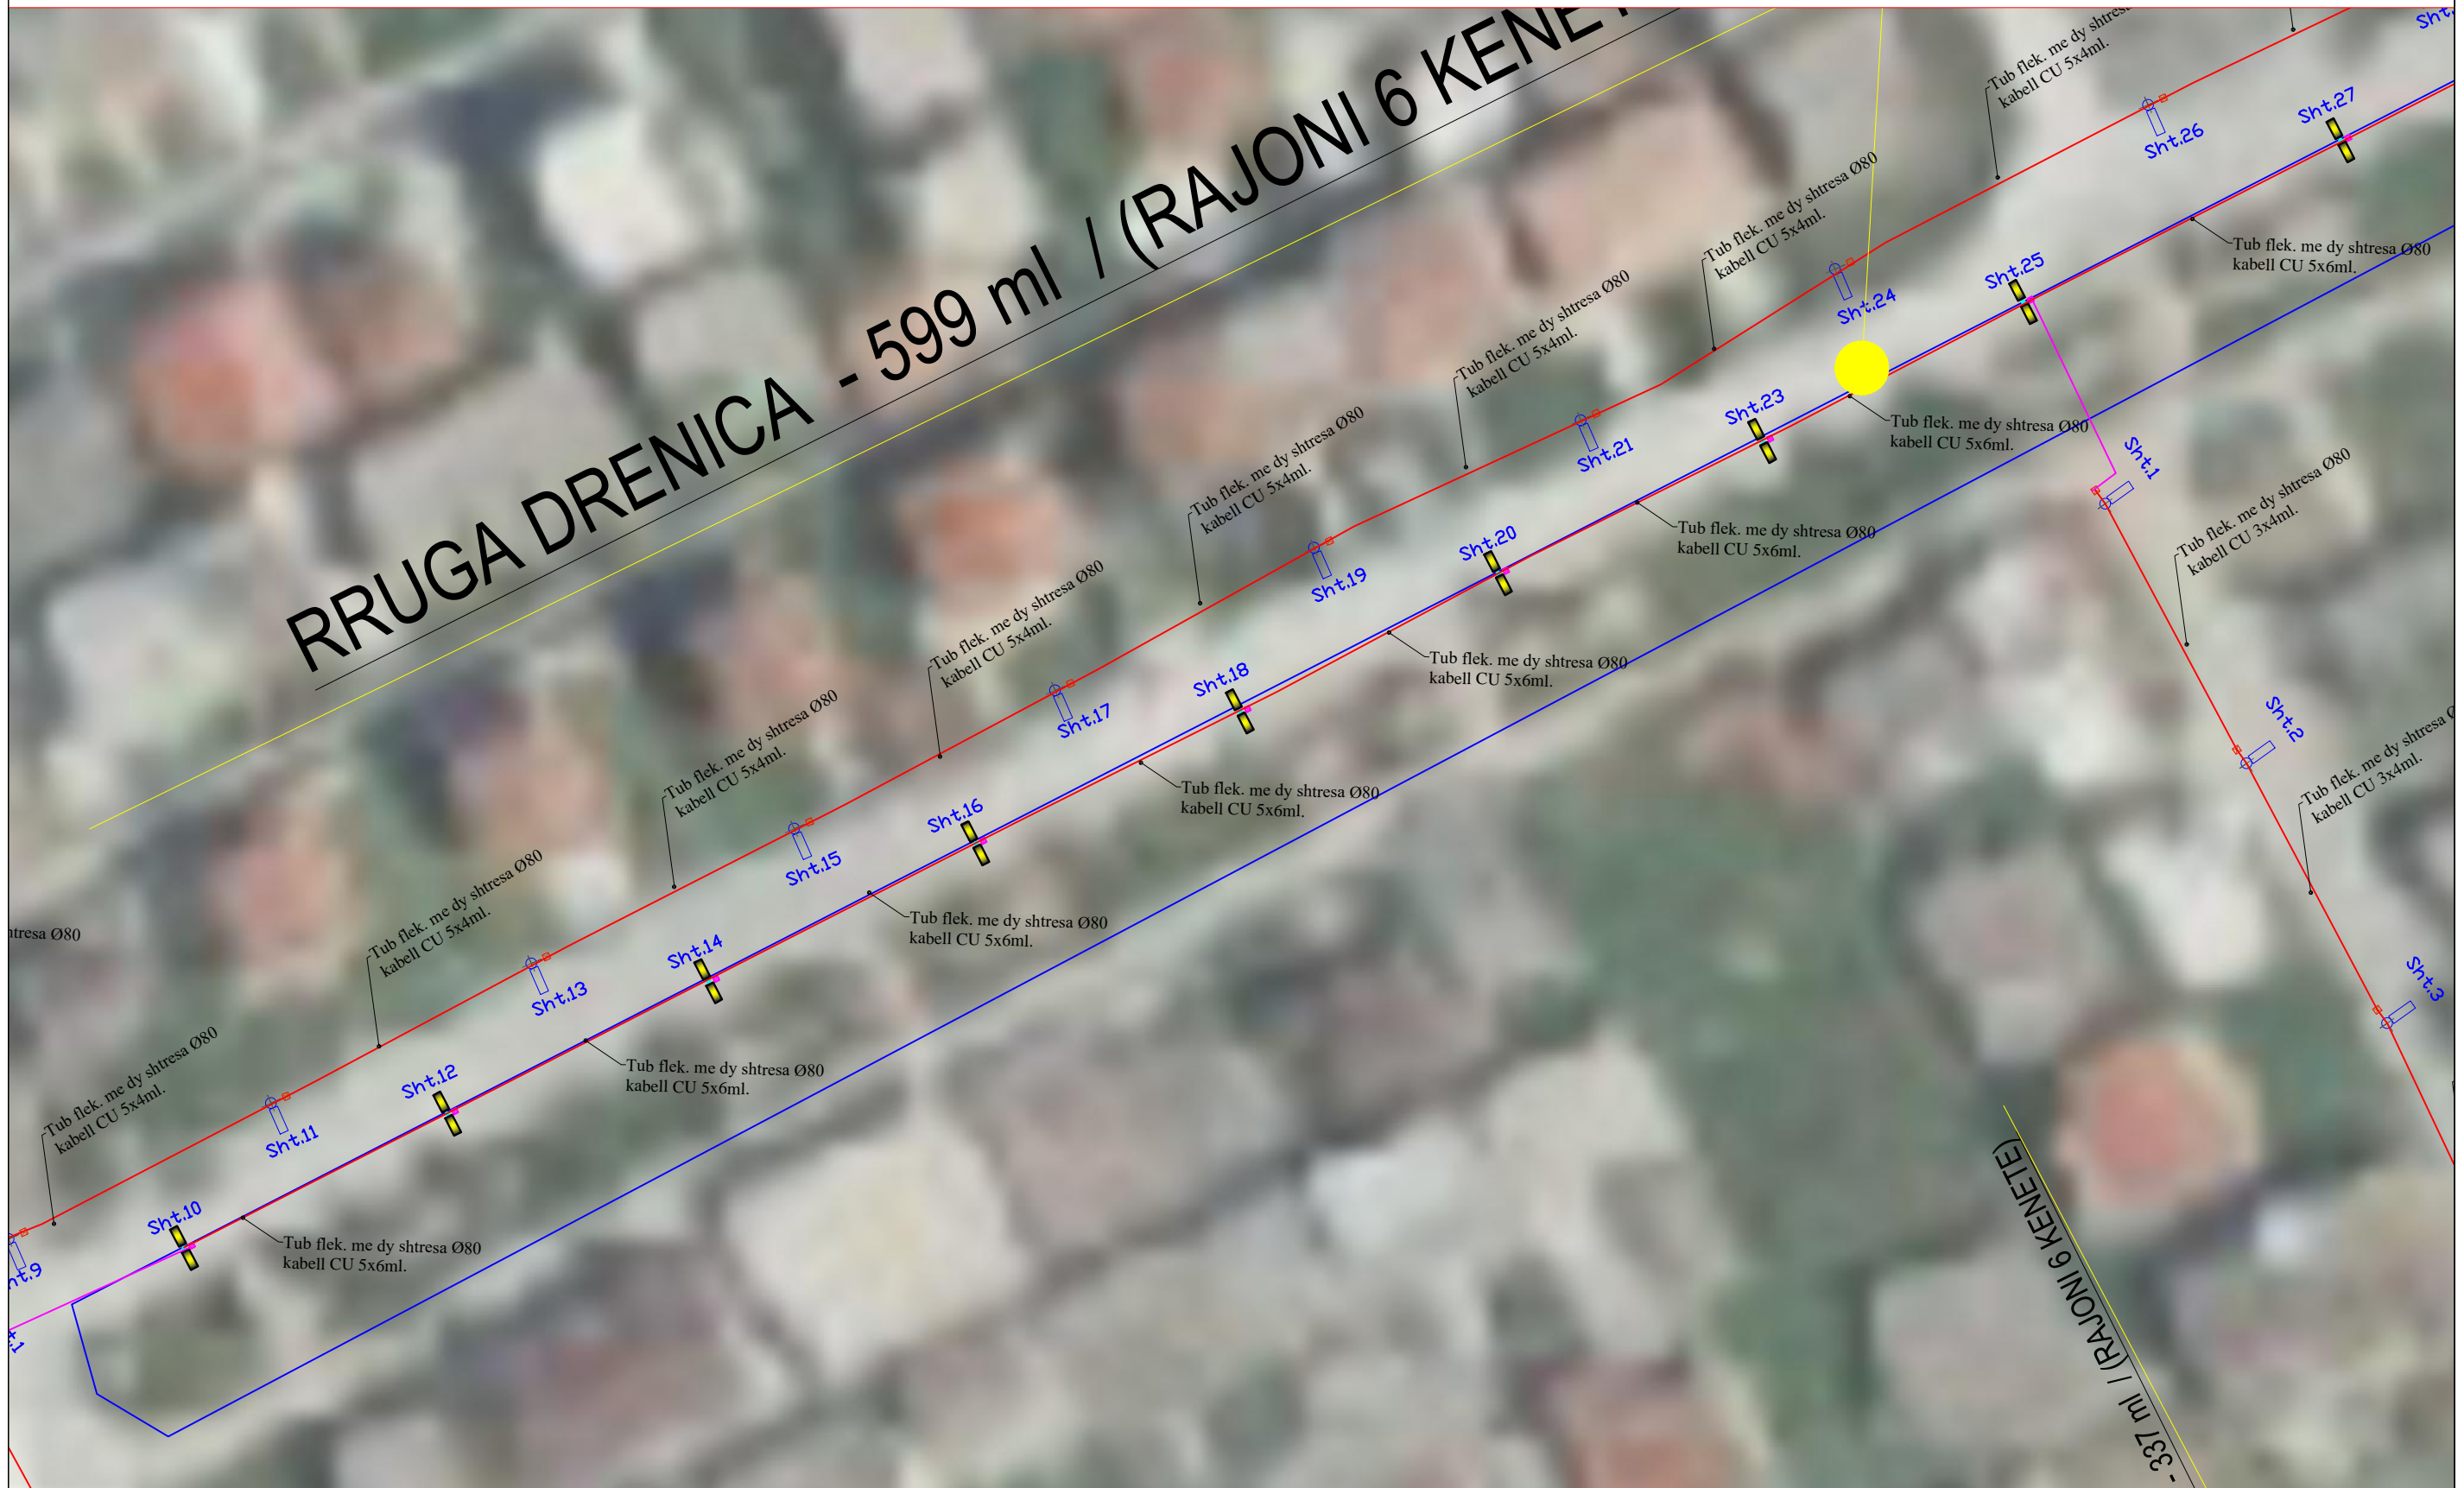 RRUGA DRENICA - 599 ml / (RAJONI 6 KENET
Tub flek. me dy shtresa
kabell CU 5x4ml.
Sht.
Sht.27
Sht.26
Tub flek. me dy shtresa Ø80
kabell CU 5x4ml.
Tub flek. me dy shtresa Ø80
kabell CU 5x6ml.
Sht.25
Sht.24
Tub flek. me dy shtresa Ø80
kabell CU 5x4ml.
Sht.23
Tub flek. me dy shtresa Ø80
kabell CU 5x6ml.
Sht.21
Sht.1
Tub flek. me dy shtresa Ø80
kabell CU 5x4ml.
Tub flek. me dy shtresa Ø80
kabell CU 3x4ml.
Sht.20
Tub flek. me dy shtresa Ø80
kabell CU 5x6ml.
Sht.19
Tub flek. me dy shtresa Ø80
kabell CU 5x4ml.
Sht.18
Tub flek. me dy shtresa Ø80
kabell CU 5x6ml.
Sht.17
Sht.2
Tub flek. me dy shtresa Ø80
kabell CU 5x4ml.
Tub flek. me dy shtresa
kabell CU 3x4ml.
Sht.16
Tub flek. me dy shtresa Ø80
kabell CU 5x6ml.
Sht.15
Tub flek. me dy shtresa Ø80
kabell CU 5x4ml.
htresa Ø80
Sht.14
Tub flek. me dy shtresa Ø80
kabell CU 5x6ml.
Sht.13
Sht.3
Tub flek. me dy shtresa Ø80
kabell CU 5x4ml.
Sht.12
Tub flek. me dy shtresa Ø80
kabell CU 5x6ml.
Sht.11
Sht.10
Tub flek. me dy shtresa Ø80
kabell CU 5x6ml.
ht.9
t.1
- 337 ml / (RAJONI 6 KENETE)